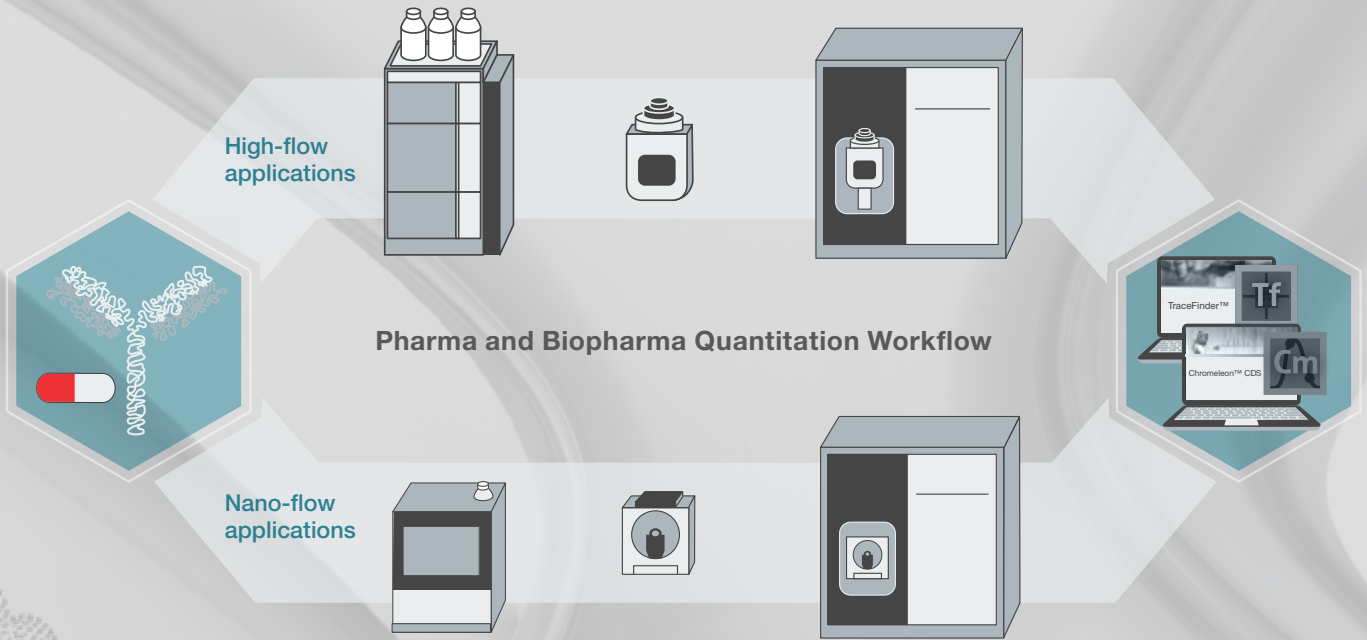 High-flow
applications
TraceFinder™
Tf
Pharma and Biopharma Quantitation Workflow
Chromeleon™ CDS
Cm
Nano-flow
applications